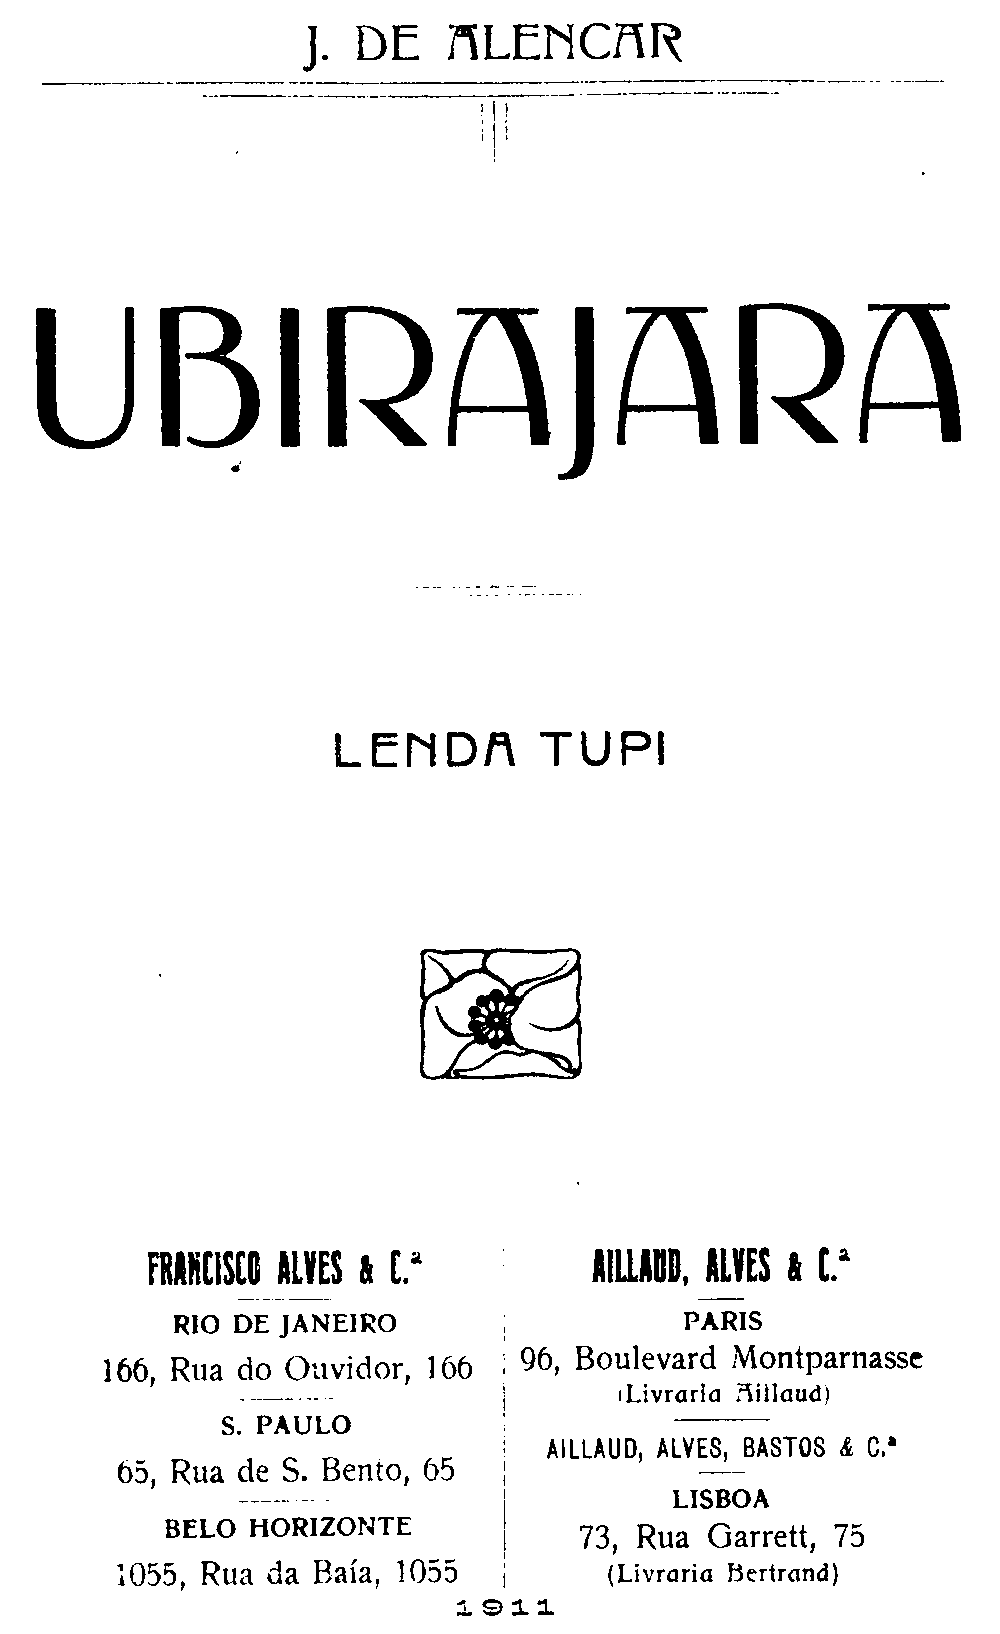 J. DE ALENCAR
UBIRAJARA
LENDA TUPI
FRANCISCO ALVES & C.ª
RIO DE JANEIRO
166, Rua do Ouvidor, 166
S. PAULO
65, Rua de S. Bento, 65
BELO HORIZONTE
1055, Rua da Baía, 1055
AILLAUD, ALVES & C.ª
PARIS
96, Boulevard Montparnasse
(Livraria Aillaud)
AILLAUD, ALVES, BASTOS & C.ª
LISBOA
73, Rua Garrett, 75
(Livraria Bertrand)
1911